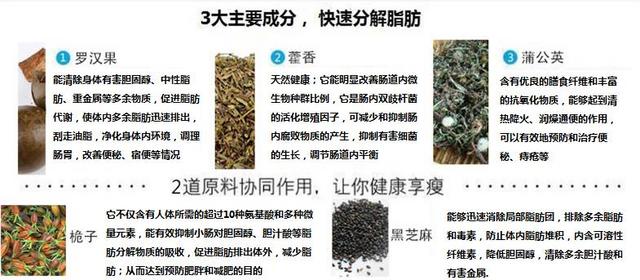 3大主要成分，快速分解脂肪
1 罗汉果
能清除身体有害胆固醇、中性脂
肪、重金属等多余物质，促进脂肪
代谢，使体内多余脂肪迅速排出，
刮走油脂，净化身体内环境，调理
肠胃，改善便秘、宿便等情况
2 藿香
天然健康；它能明显改善肠道内微
生物种群比例，它是肠内双歧杆菌
的活化增殖因子，可减少和抑制肠
内腐败物质的产生，抑制有害细菌
的生长，调节肠道内平衡
3 蒲公英
含有优良的膳食纤维和丰富
的抗氧化物质，能够起到清
热降火、润燥通便的作用，可
以有效地预防和治疗便
秘、痔疮等
2道原料协同作用，让你健康享瘦
栀子
它不仅含有人体所需的超过10种氨基酸和多种微
量元素，能有效抑制小肠对胆固醇、胆汁酸等脂
肪分解物质的吸收，促进脂肪排出体外，减少脂
肪；从而达到预防肥胖和减肥的目的
黑芝麻
能够迅速消除局部脂肪团，排除多余脂肪
和毒素，防止体内脂肪堆积，内含可溶性
纤维素，降低胆固醇，清除多余胆汁酸和
有害金属.